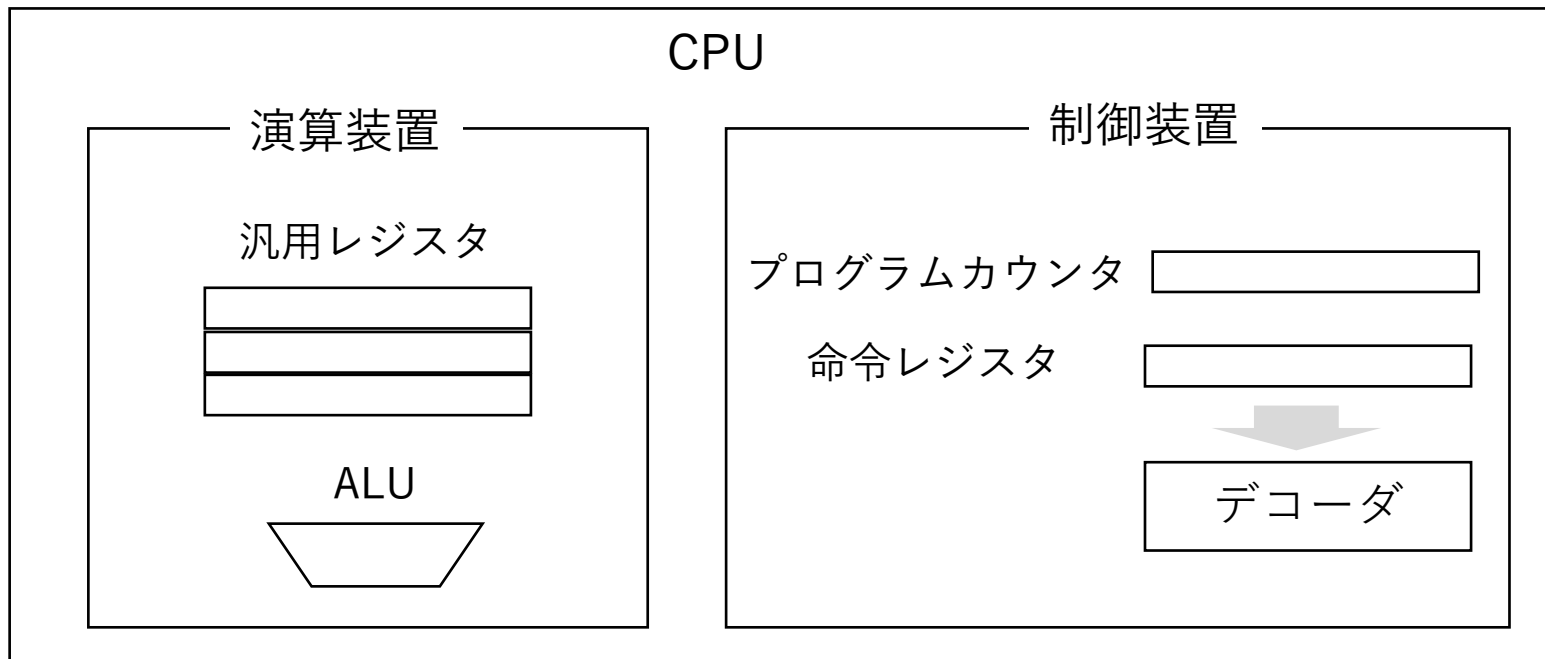 CPU
演算装置
制御装置
汎用レジスタ
プログラムカウンタ
命令レジスタ
ALU
デコーダ